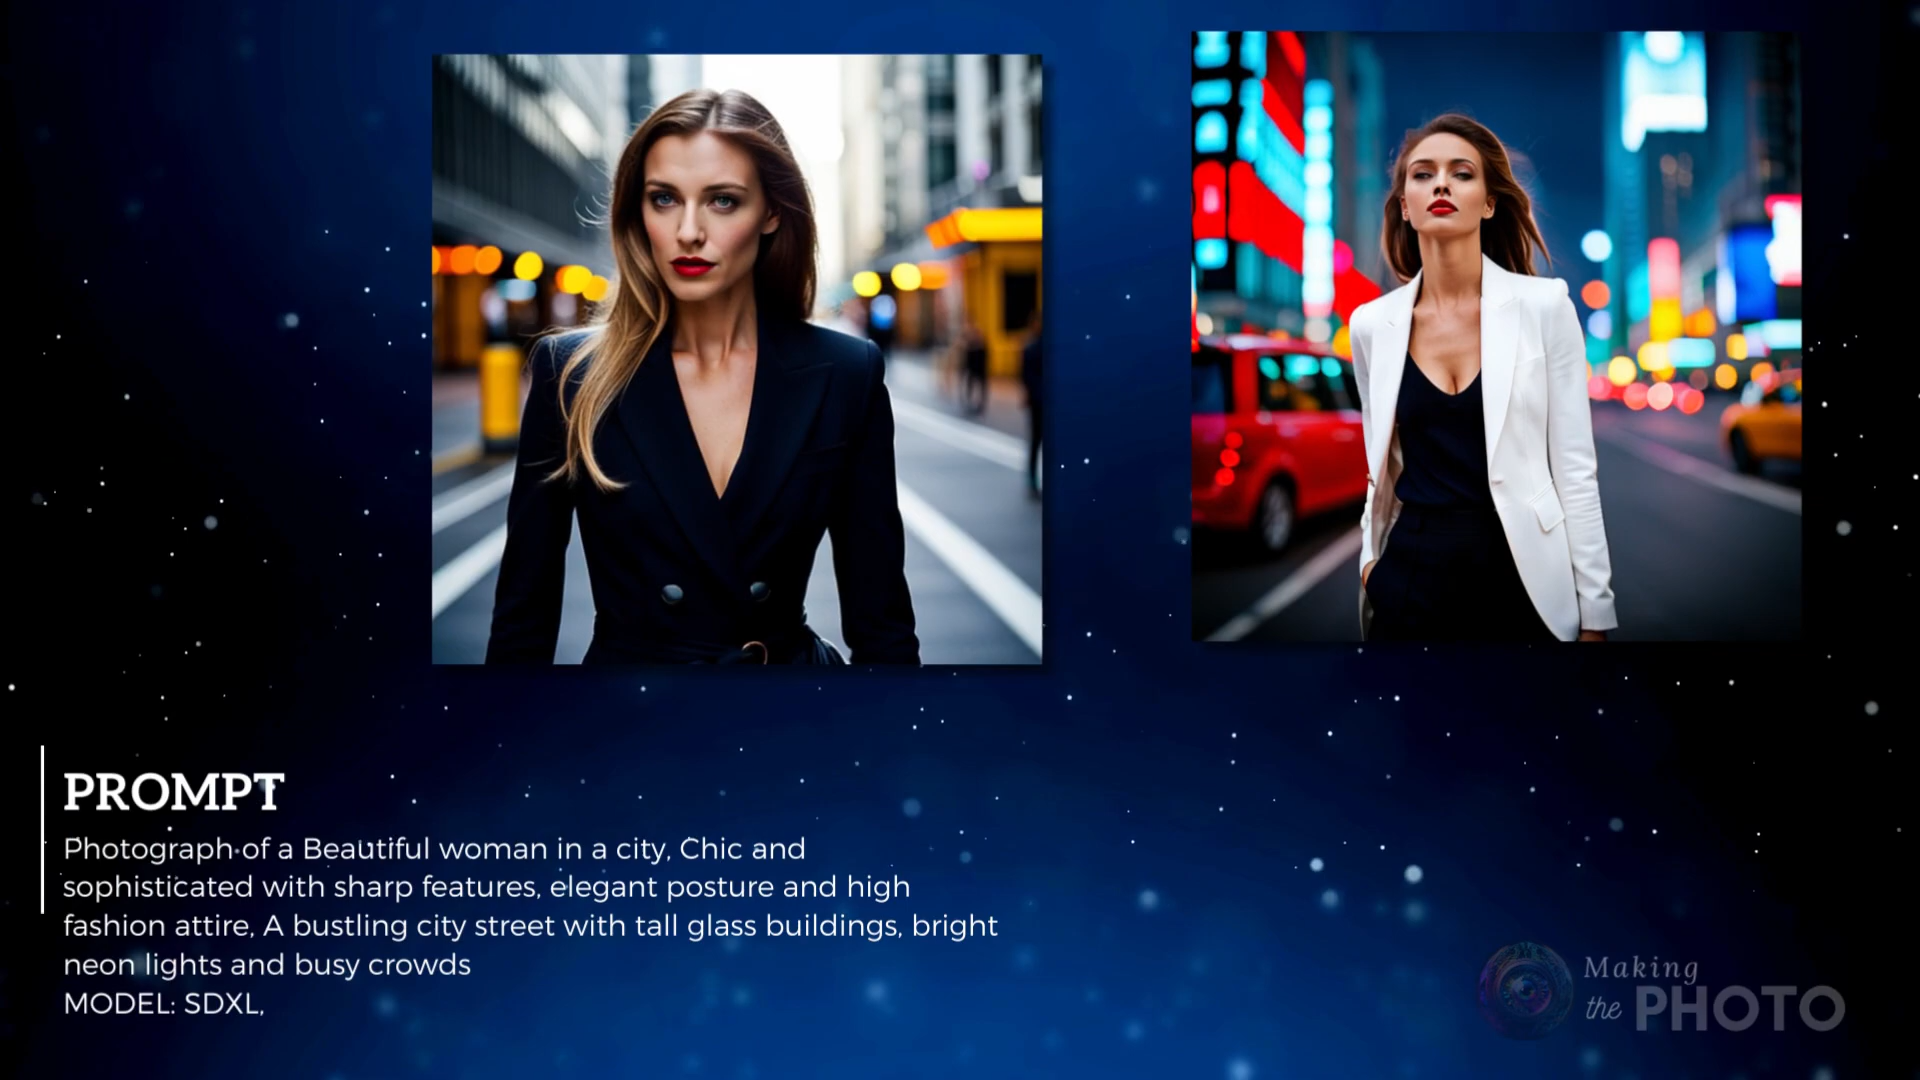 PROMPT
Photograph of a Beautiful woman in a city, Chic and
sophisticated with sharp features, elegant posture and high
fashion attire, A bustling city street with tall glass buildings, bright
neon lights and busy crowds
MODEL: SDXL,
Making
the PHOTO